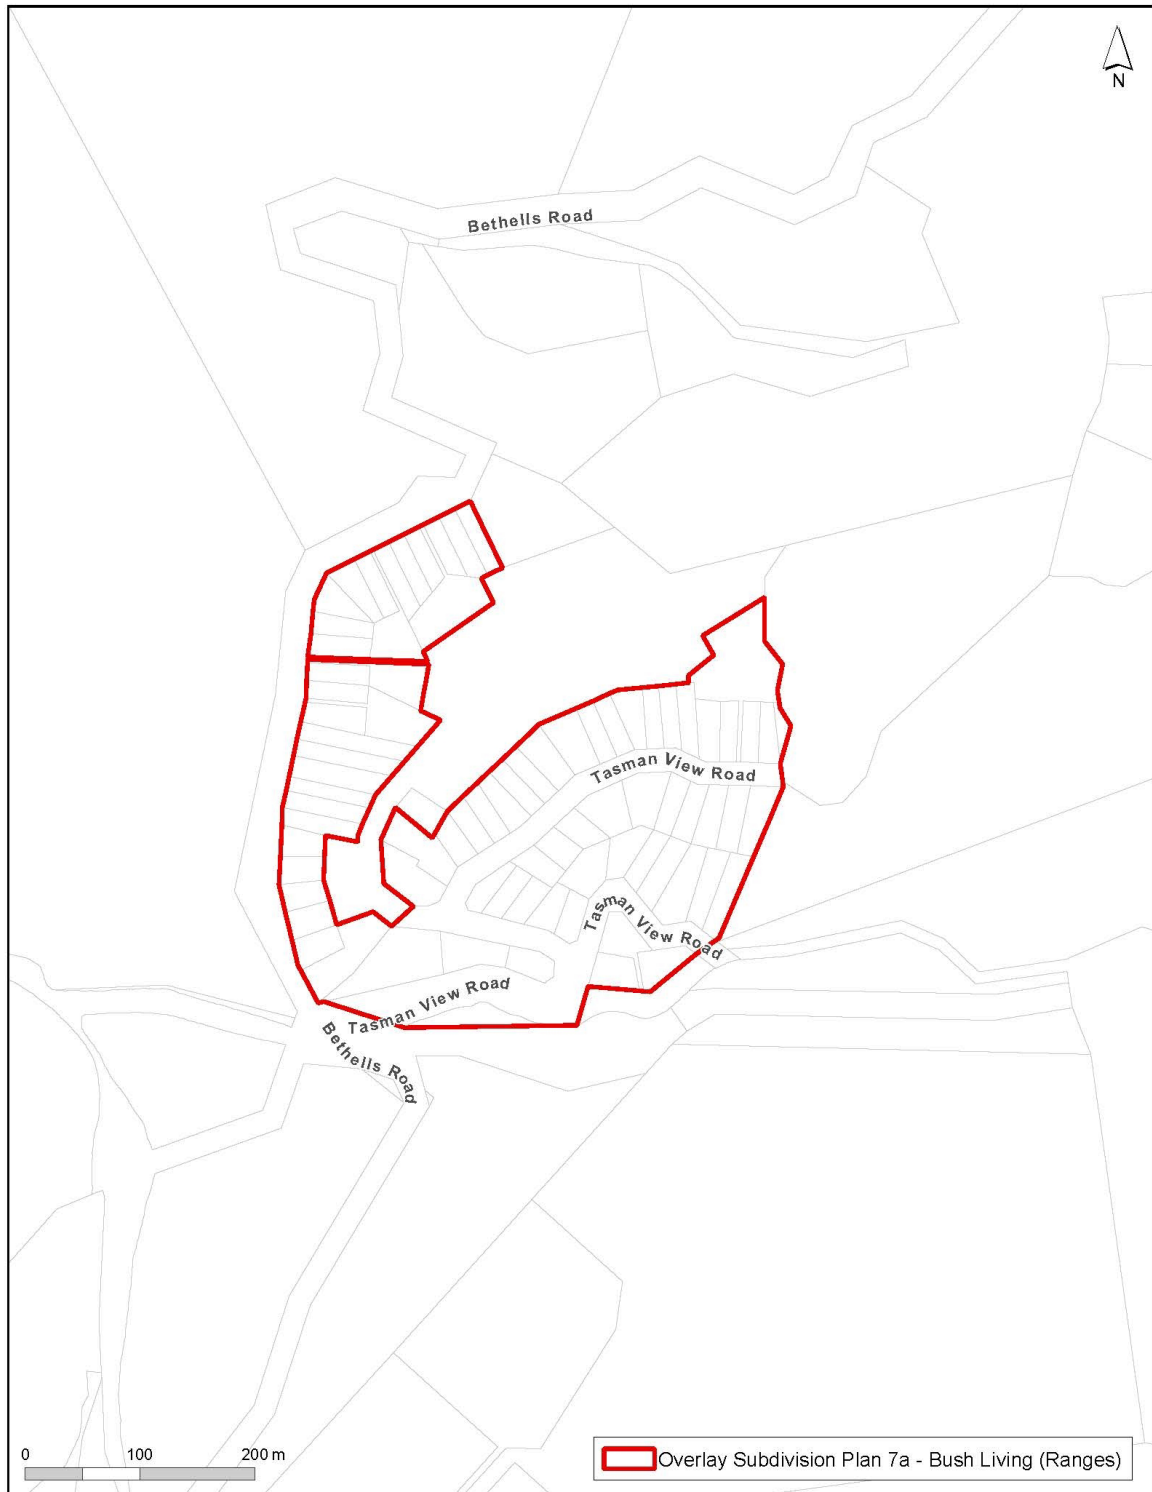 N
Bethells Road
Tasman View Road
Tasman View Road
Tasman View Road
Bethells Road
0 100 200 m
Overlay Subdivision Plan 7a - Bush Living (Ranges)